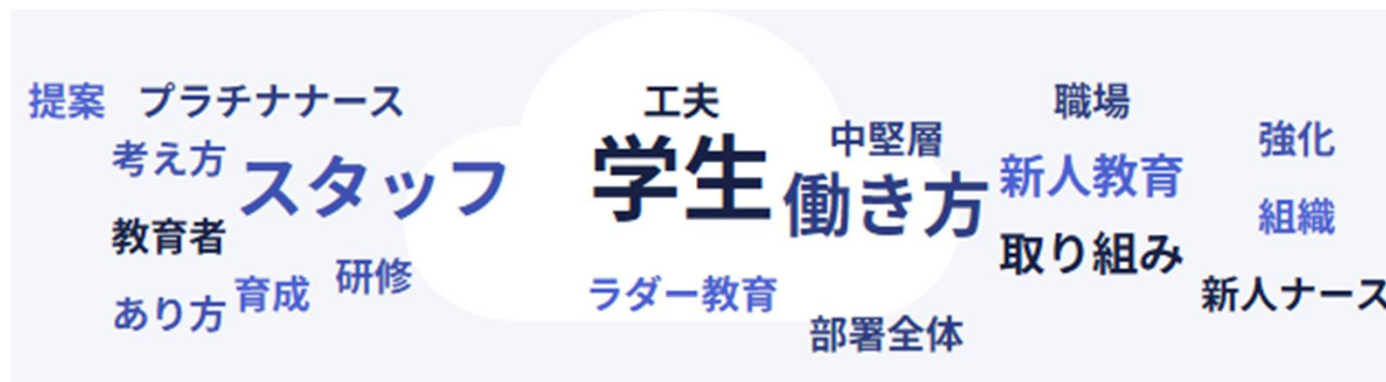 提案
プラチナナース
考え方
スタッフ
教育者
あり方
育成
研修
工夫
学生
ラダー教育
中堅層
働き方
部署全体
職場
新人教育
取り組み
強化
組織
新人ナース